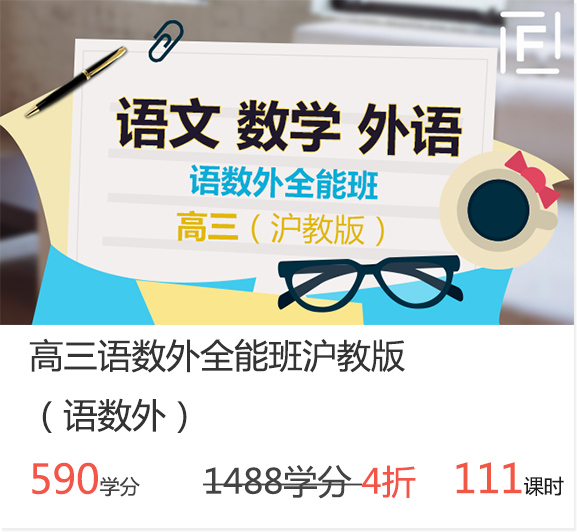 语文 数学 外语
语数外全能班
高三（沪教版）
高三语数外全能班沪教版
（语数外）
590学分 1488学分 4折 111课时